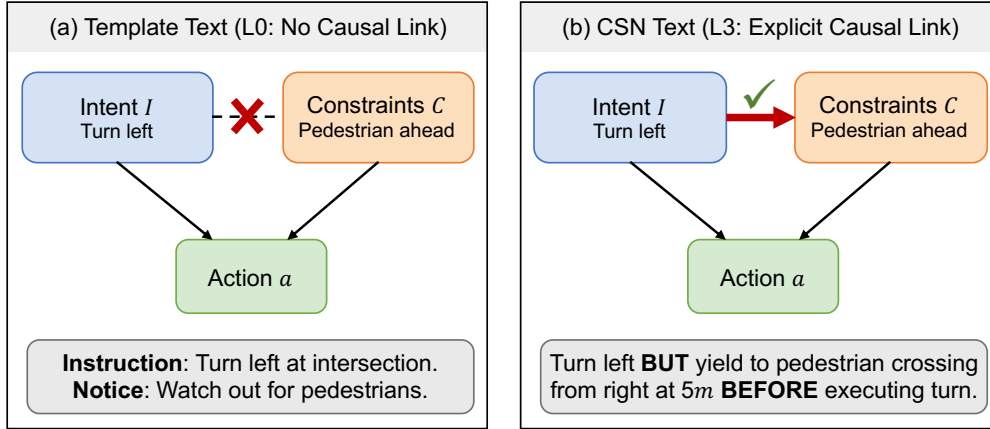 (a) Template Text (L0: No Causal Link)
Intent I
Turn left
Constraints C
Pedestrian ahead
Action a
Instruction: Turn left at intersection.
Notice: Watch out for pedestrians.
(b) CSN Text (L3: Explicit Causal Link)
Intent I
Turn left
Constraints C
Pedestrian ahead
Action a
Turn left BUT yield to pedestrian crossing
from right at 5m BEFORE executing turn.